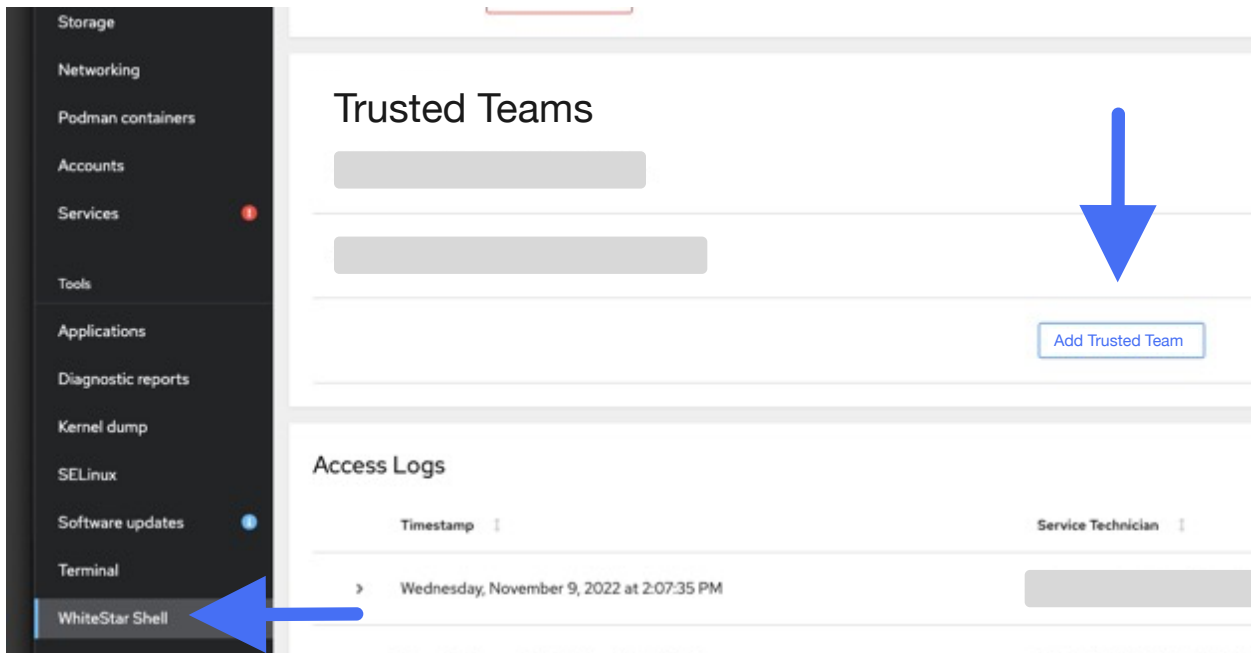 Storage
Networking
Podman containers
Accounts
Services
Tools
Applications
Diagnostic reports
Kernel dump
SELinux
Software updates
Terminal
WhiteStar Shell
Trusted Teams
Add Trusted Team
Access Logs
Timestamp Service Technician
Wednesday, November 9, 2022 at 2:07:35 PM